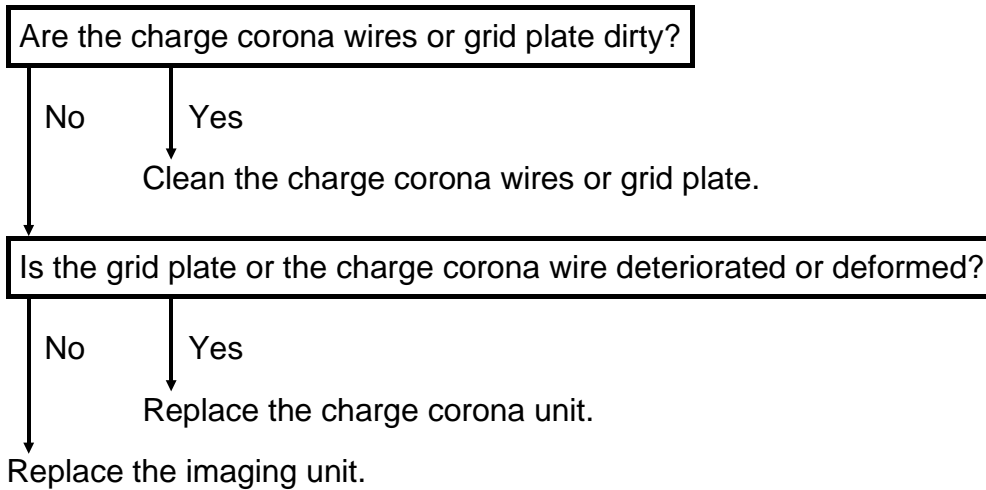 Are the charge corona wires or grid plate dirty?
No
Yes
Clean the charge corona wires or grid plate.
Is the grid plate or the charge corona wire deteriorated or deformed?
No
Yes
Replace the charge corona unit.
Replace the imaging unit.